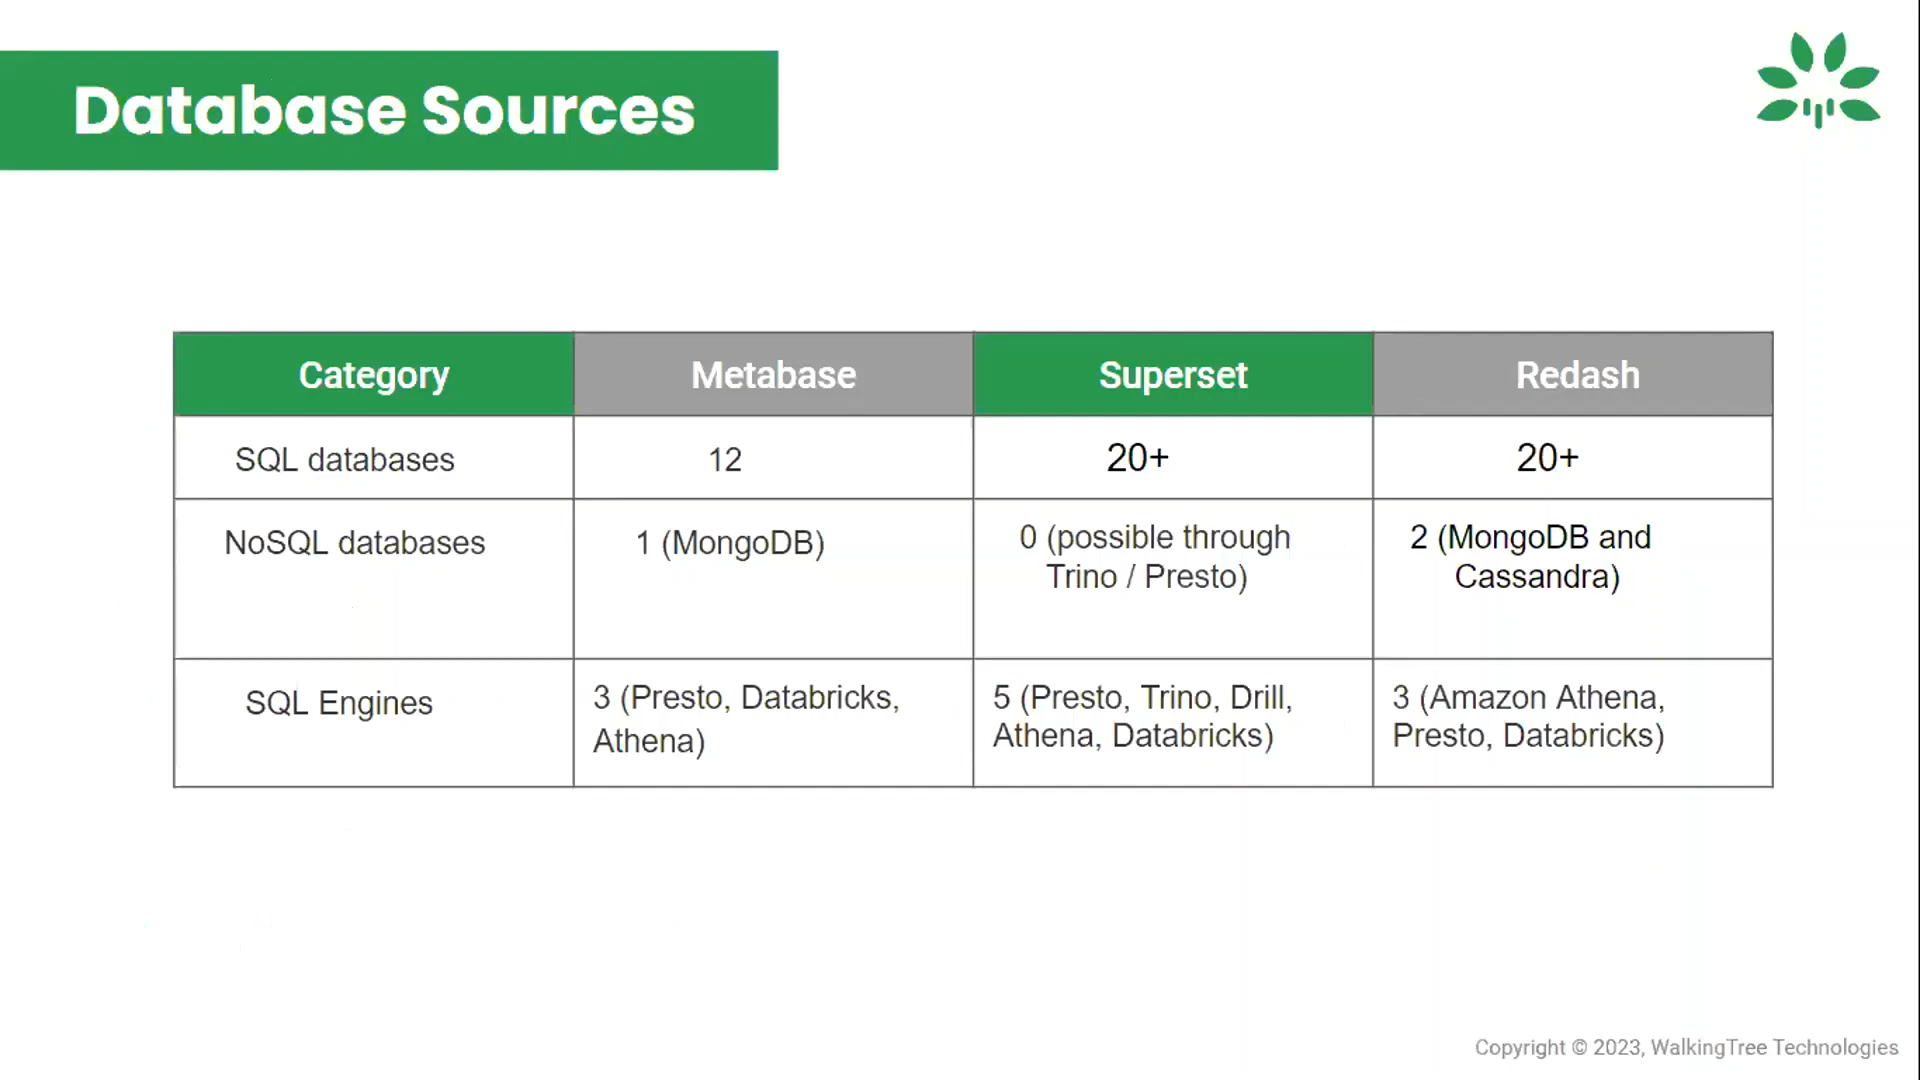 Database Sources
Category Metabase Superset Redash
SQL databases 12 20+ 20+
NoSQL databases 1 (MongoDB) 0 (possible through 2 (MongoDB and
Trino / Presto) Cassandra)
SQL Engines 3 (Presto, Databricks, 5 (Presto, Trino, Drill, 3 (Amazon Athena,
Athena) Athena, Databricks) Presto, Databricks)
Copyright © 2023, WalkingTree Technologies